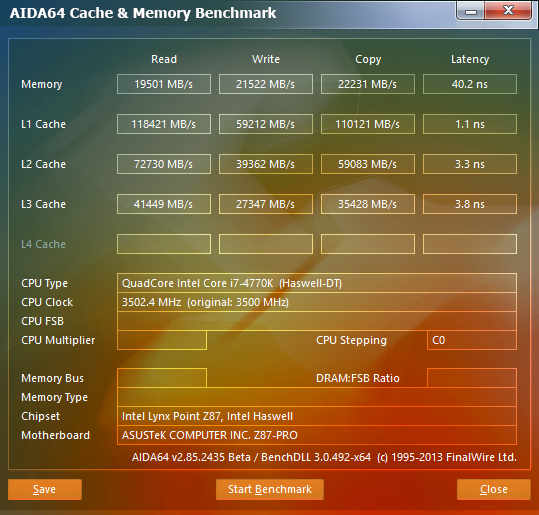 AIDA64 Cache & Memory Benchmark
Read Write Copy Latency
Memory 19501 MB/s 21522 MB/s 22231 MB/s 40.2 ns
L1 Cache 118421 MB/s 59212 MB/s 110121 MB/s 1.1 ns
L2 Cache 72730 MB/s 39362 MB/s 59083 MB/s 3.3 ns
L3 Cache 41449 MB/s 27347 MB/s 35428 MB/s 3.8 ns
L4 Cache
CPU Type QuadCore Intel Core i7-4770K (Haswell-DT)
CPU Clock 3502.4 MHz (original: 3500 MHz)
CPU FSB
CPU Multiplier CPU Stepping C0
Memory Bus DRAM:FSB Ratio
Memory Type
Chipset Intel Lynx Point Z87, Intel Haswell
Motherboard ASUSTeK COMPUTER INC. Z87-PRO
AIDA64 v2.85.2435 Beta / BenchDLL 3.0.492-x64 (c) 1995-2013 FinalWire Ltd.
Save Start Benchmark Close